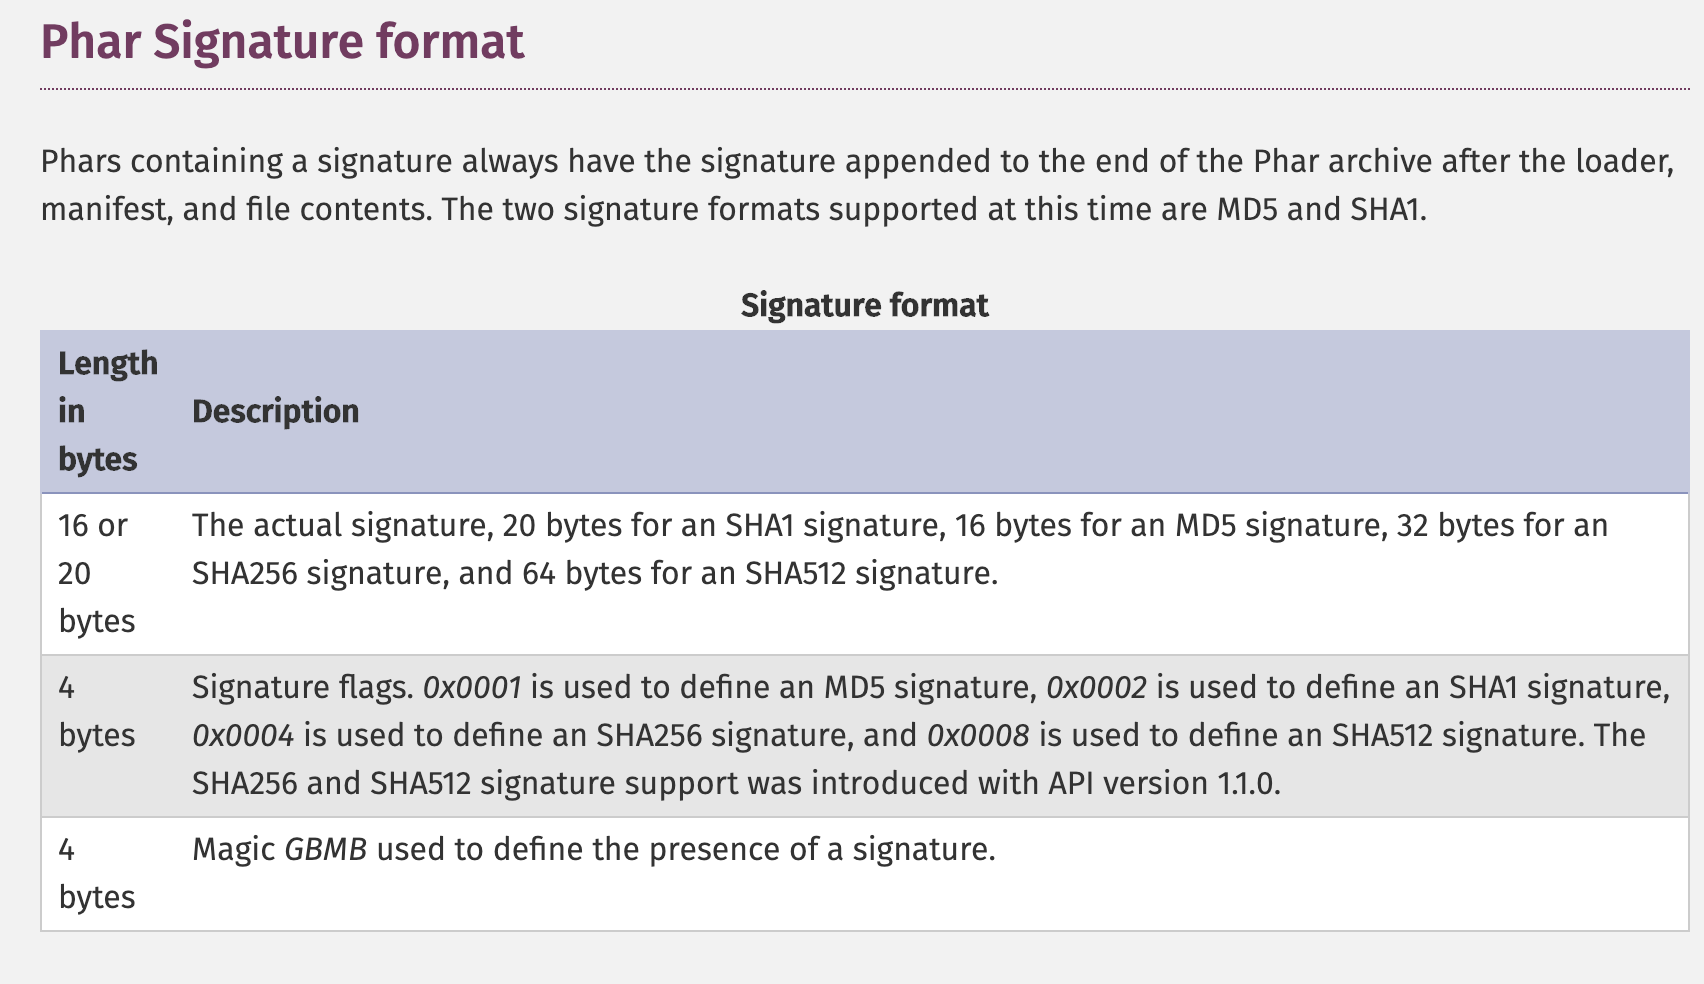 Phar Signature format
Phars containing a signature always have the signature appended to the end of the Phar archive after the loader,
manifest, and file contents. The two signature formats supported at this time are MD5 and SHA1.
Signature format
Length
in
bytes
Description
16 or
20
bytes
The actual signature, 20 bytes for an SHA1 signature, 16 bytes for an MD5 signature, 32 bytes for an
SHA256 signature, and 64 bytes for an SHA512 signature.
4
bytes
Signature flags. 0x0001 is used to define an MD5 signature, 0x0002 is used to define an SHA1 signature,
0x0004 is used to define an SHA256 signature, and 0x0008 is used to define an SHA512 signature. The
SHA256 and SHA512 signature support was introduced with API version 1.1.0.
4
bytes
Magic GBMB used to define the presence of a signature.